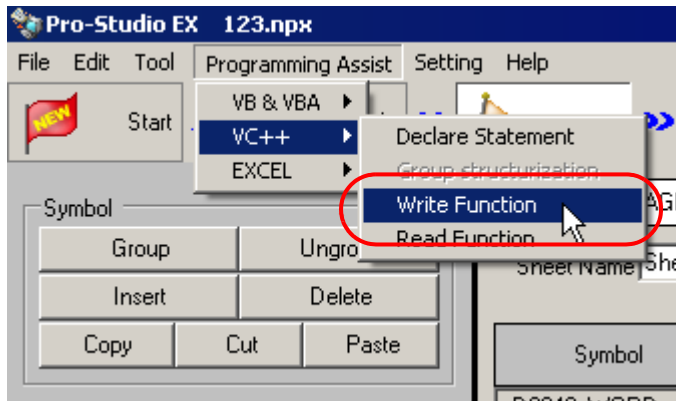 Pro-Studio EX 123.npx
File Edit Tool Programming Assist Setting Help
NEW Start
VB & VBA
VC++
EXCEL
Declare Statement
Group structurization
Write Function
Read Function
Symbol
Group
Insert Delete
Copy Cut Paste
Sheet Name
Symbol